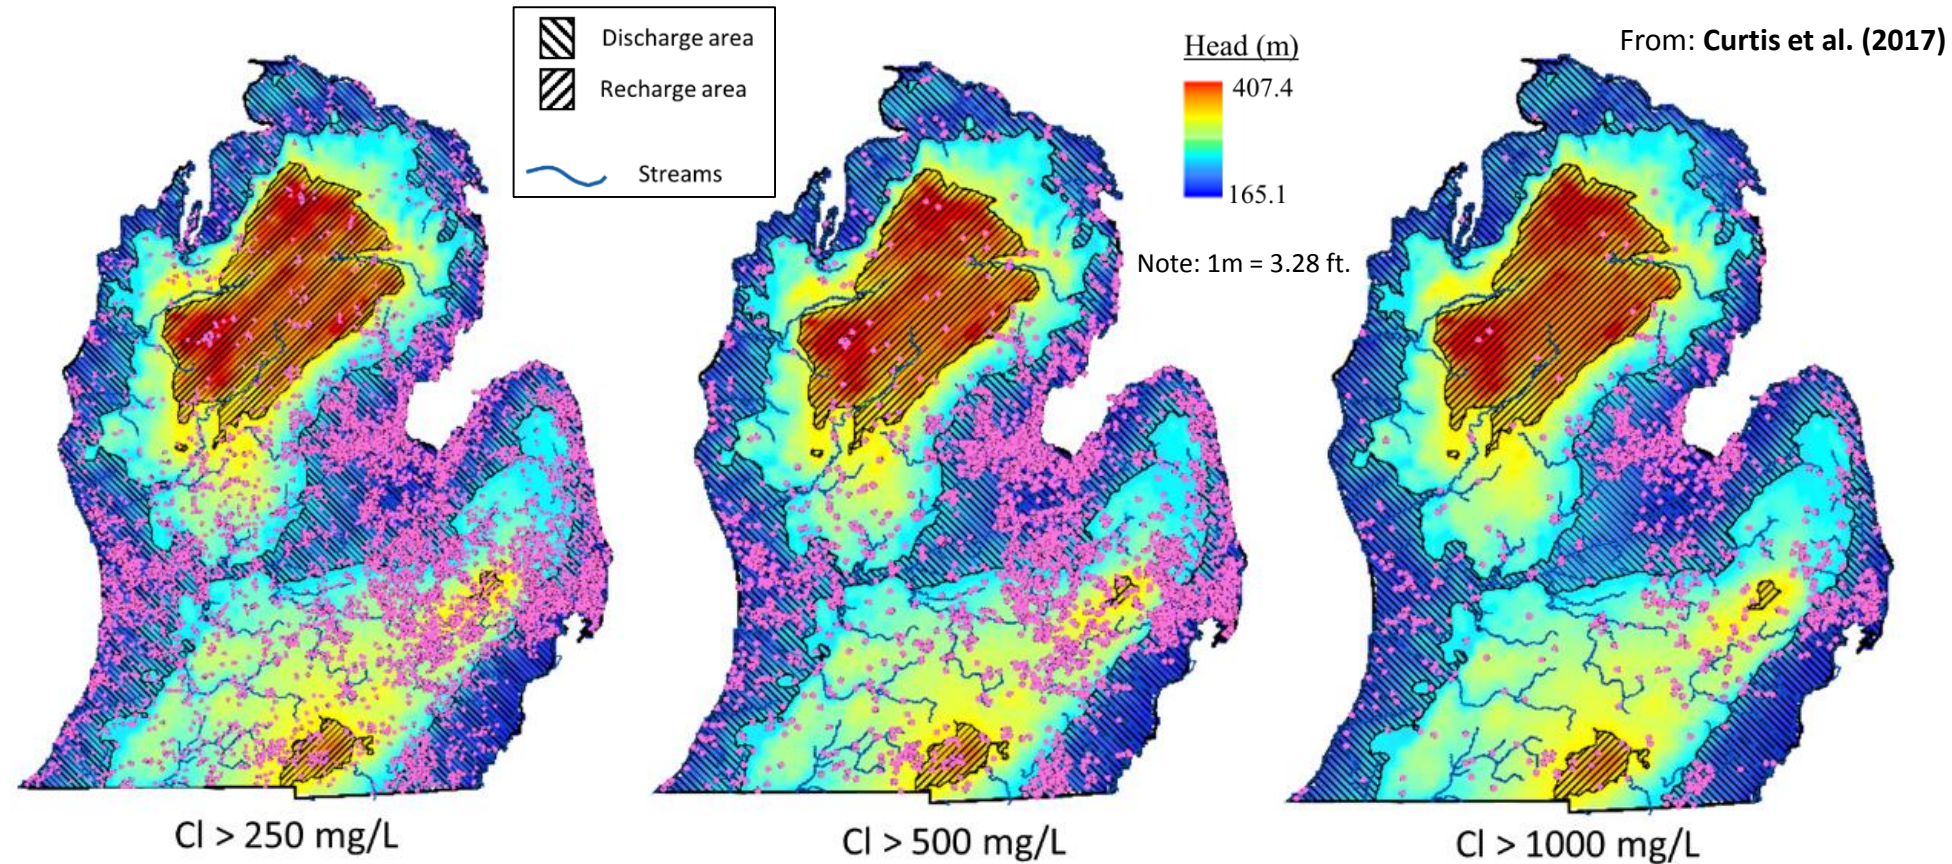 Discharge area
Recharge area
Streams
Head (m)
407.4
165.1
Note: 1m = 3.28 ft.
From: Curtis et al. (2017)
Cl > 250 mg/L
Cl > 500 mg/L
Cl > 1000 mg/L